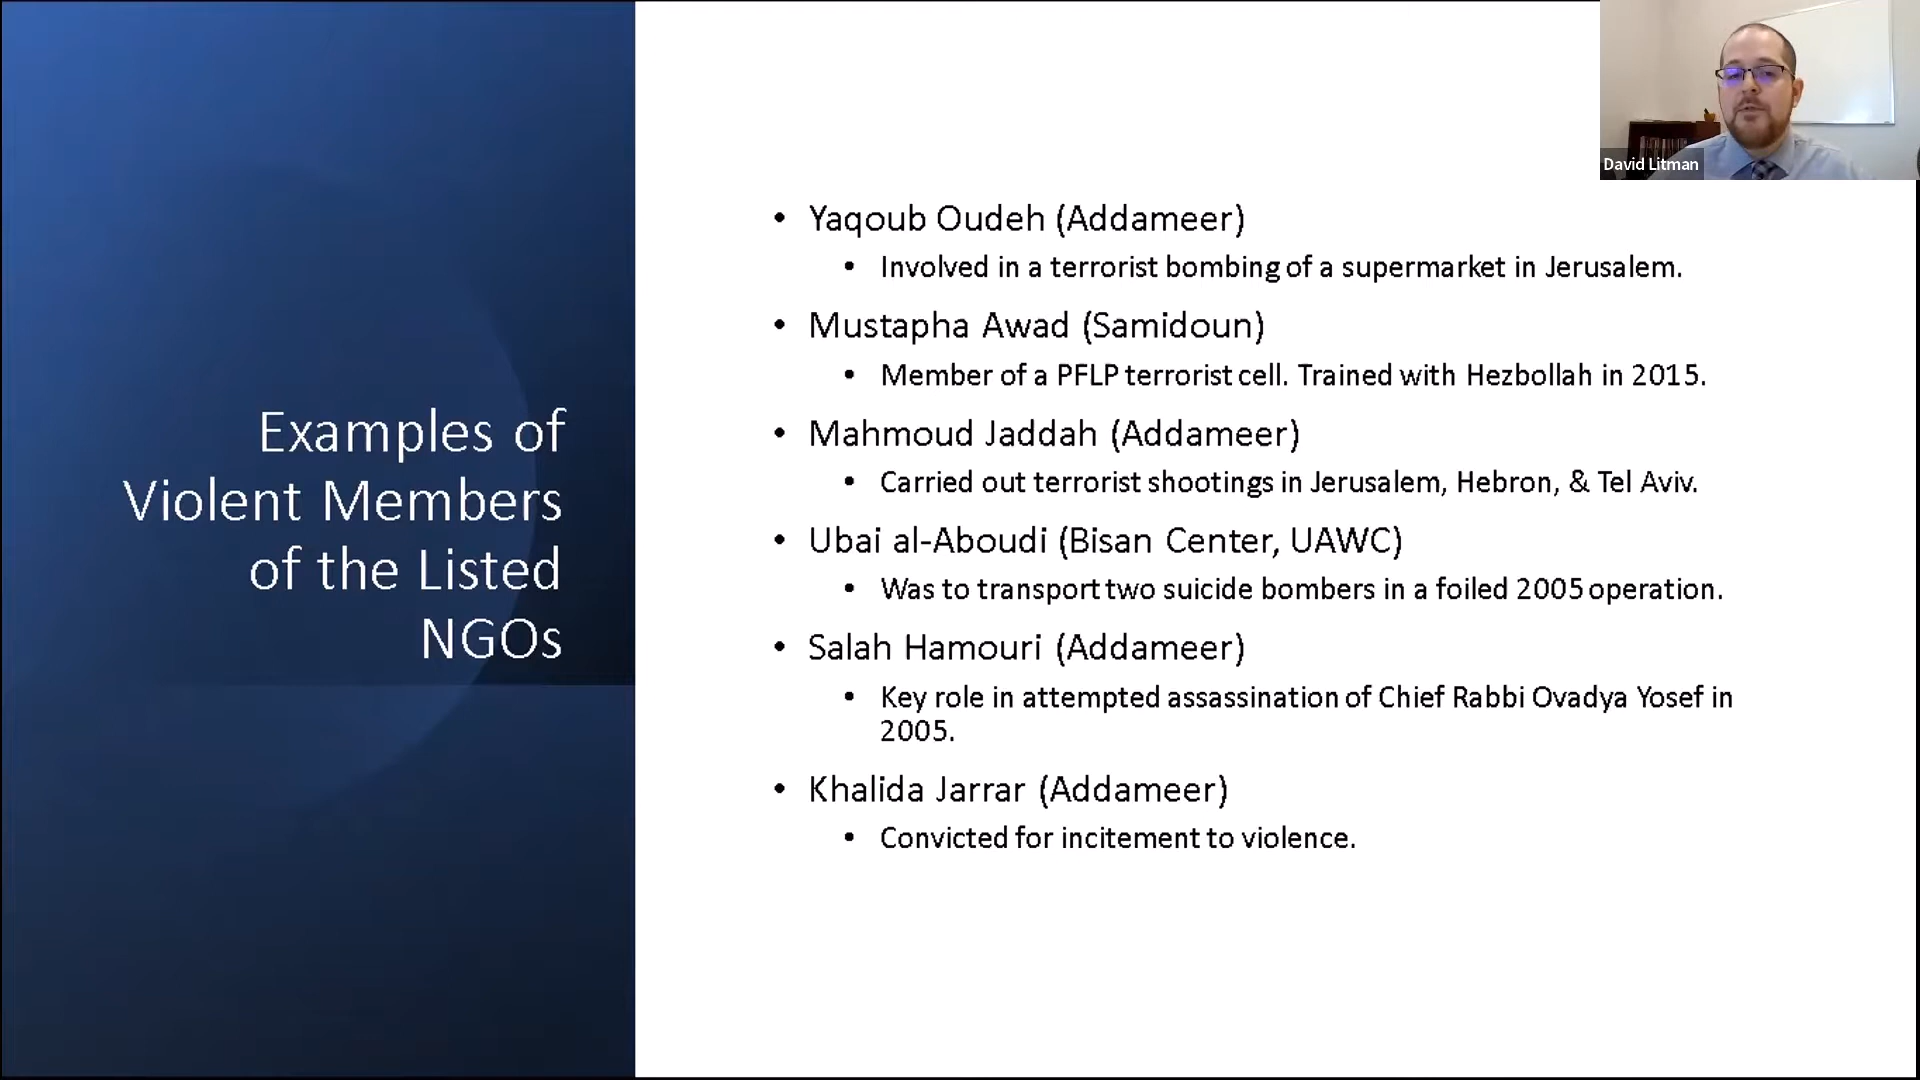 Examples of
Violent Members
of the Listed
NGOs
• Yaqoub Oudeh (Addameer)
• Involved in a terrorist bombing of a supermarket in Jerusalem.
• Mustapha Awad (Samidoun)
• Member of a PFLP terrorist cell. Trained with Hezbollah in 2015.
• Mahmoud Jaddah (Addameer)
• Carried out terrorist shootings in Jerusalem, Hebron, & Tel Aviv.
• Ubai al-Aboudi (Bisan Center, UAWC)
• Was to transport two suicide bombers in a foiled 2005 operation.
• Salah Hamouri (Addameer)
• Key role in attempted assassination of Chief Rabbi Ovadya Yosef in
2005.
• Khalida Jarrar (Addameer)
• Convicted for incitement to violence.
David Litman